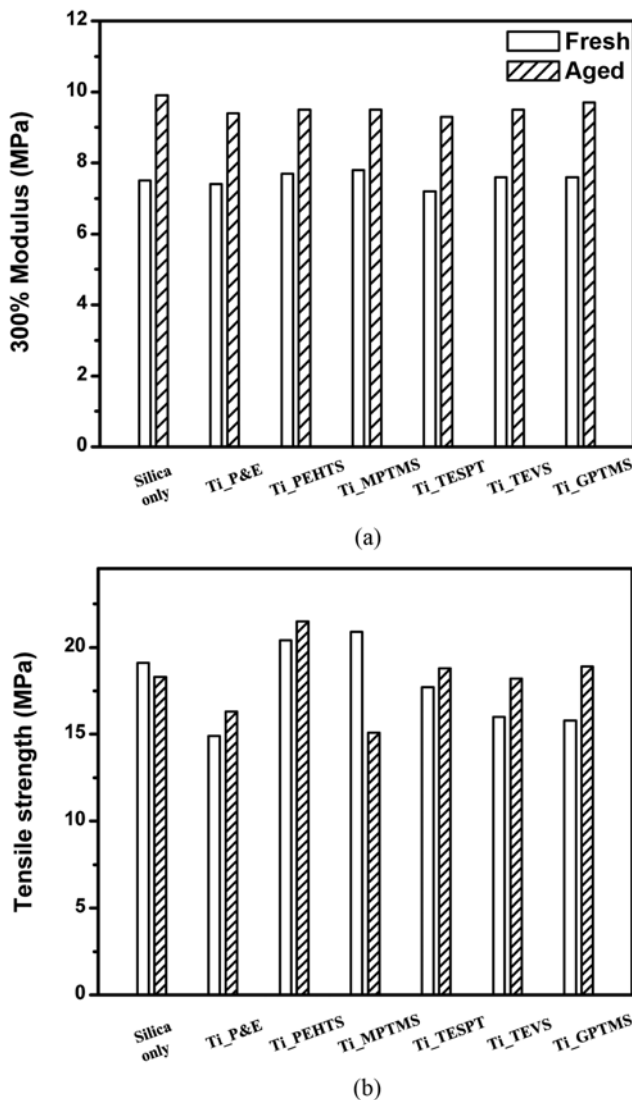 12
Fresh
Aged
10
8
6
4
2
0
300% Modulus (MPa)
Silica only
Ti_P&E
Ti_PEHTS
Ti_MPTMS
Ti_TESPT
Ti_TEVS
Ti_GPTMS
(a)
20
15
10
5
0
Tensile strength (MPa)
Silica only
Ti_P&E
Ti_PEHTS
Ti_MPTMS
Ti_TESPT
Ti_TEVS
Ti_GPTMS
(b)